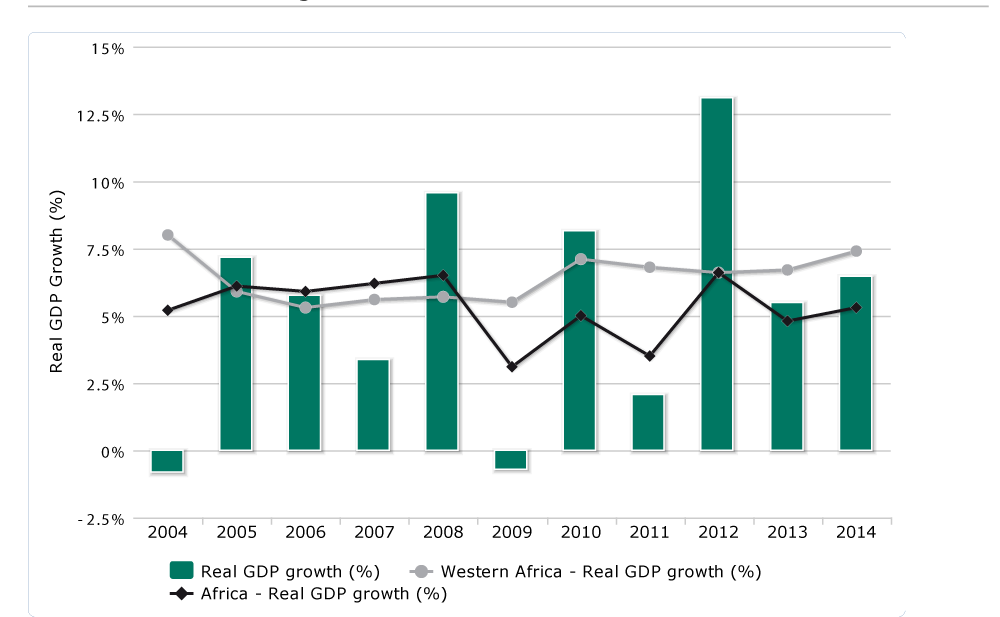 15%
12.5%
10%
7.5%
5%
2.5%
0%
-2.5%
Real GDP Growth (%)
2004 2005 2006 2007 2008 2009 2010 2011 2012 2013 2014
Real GDP growth (%) Western Africa - Real GDP growth (%)
Africa - Real GDP growth (%)